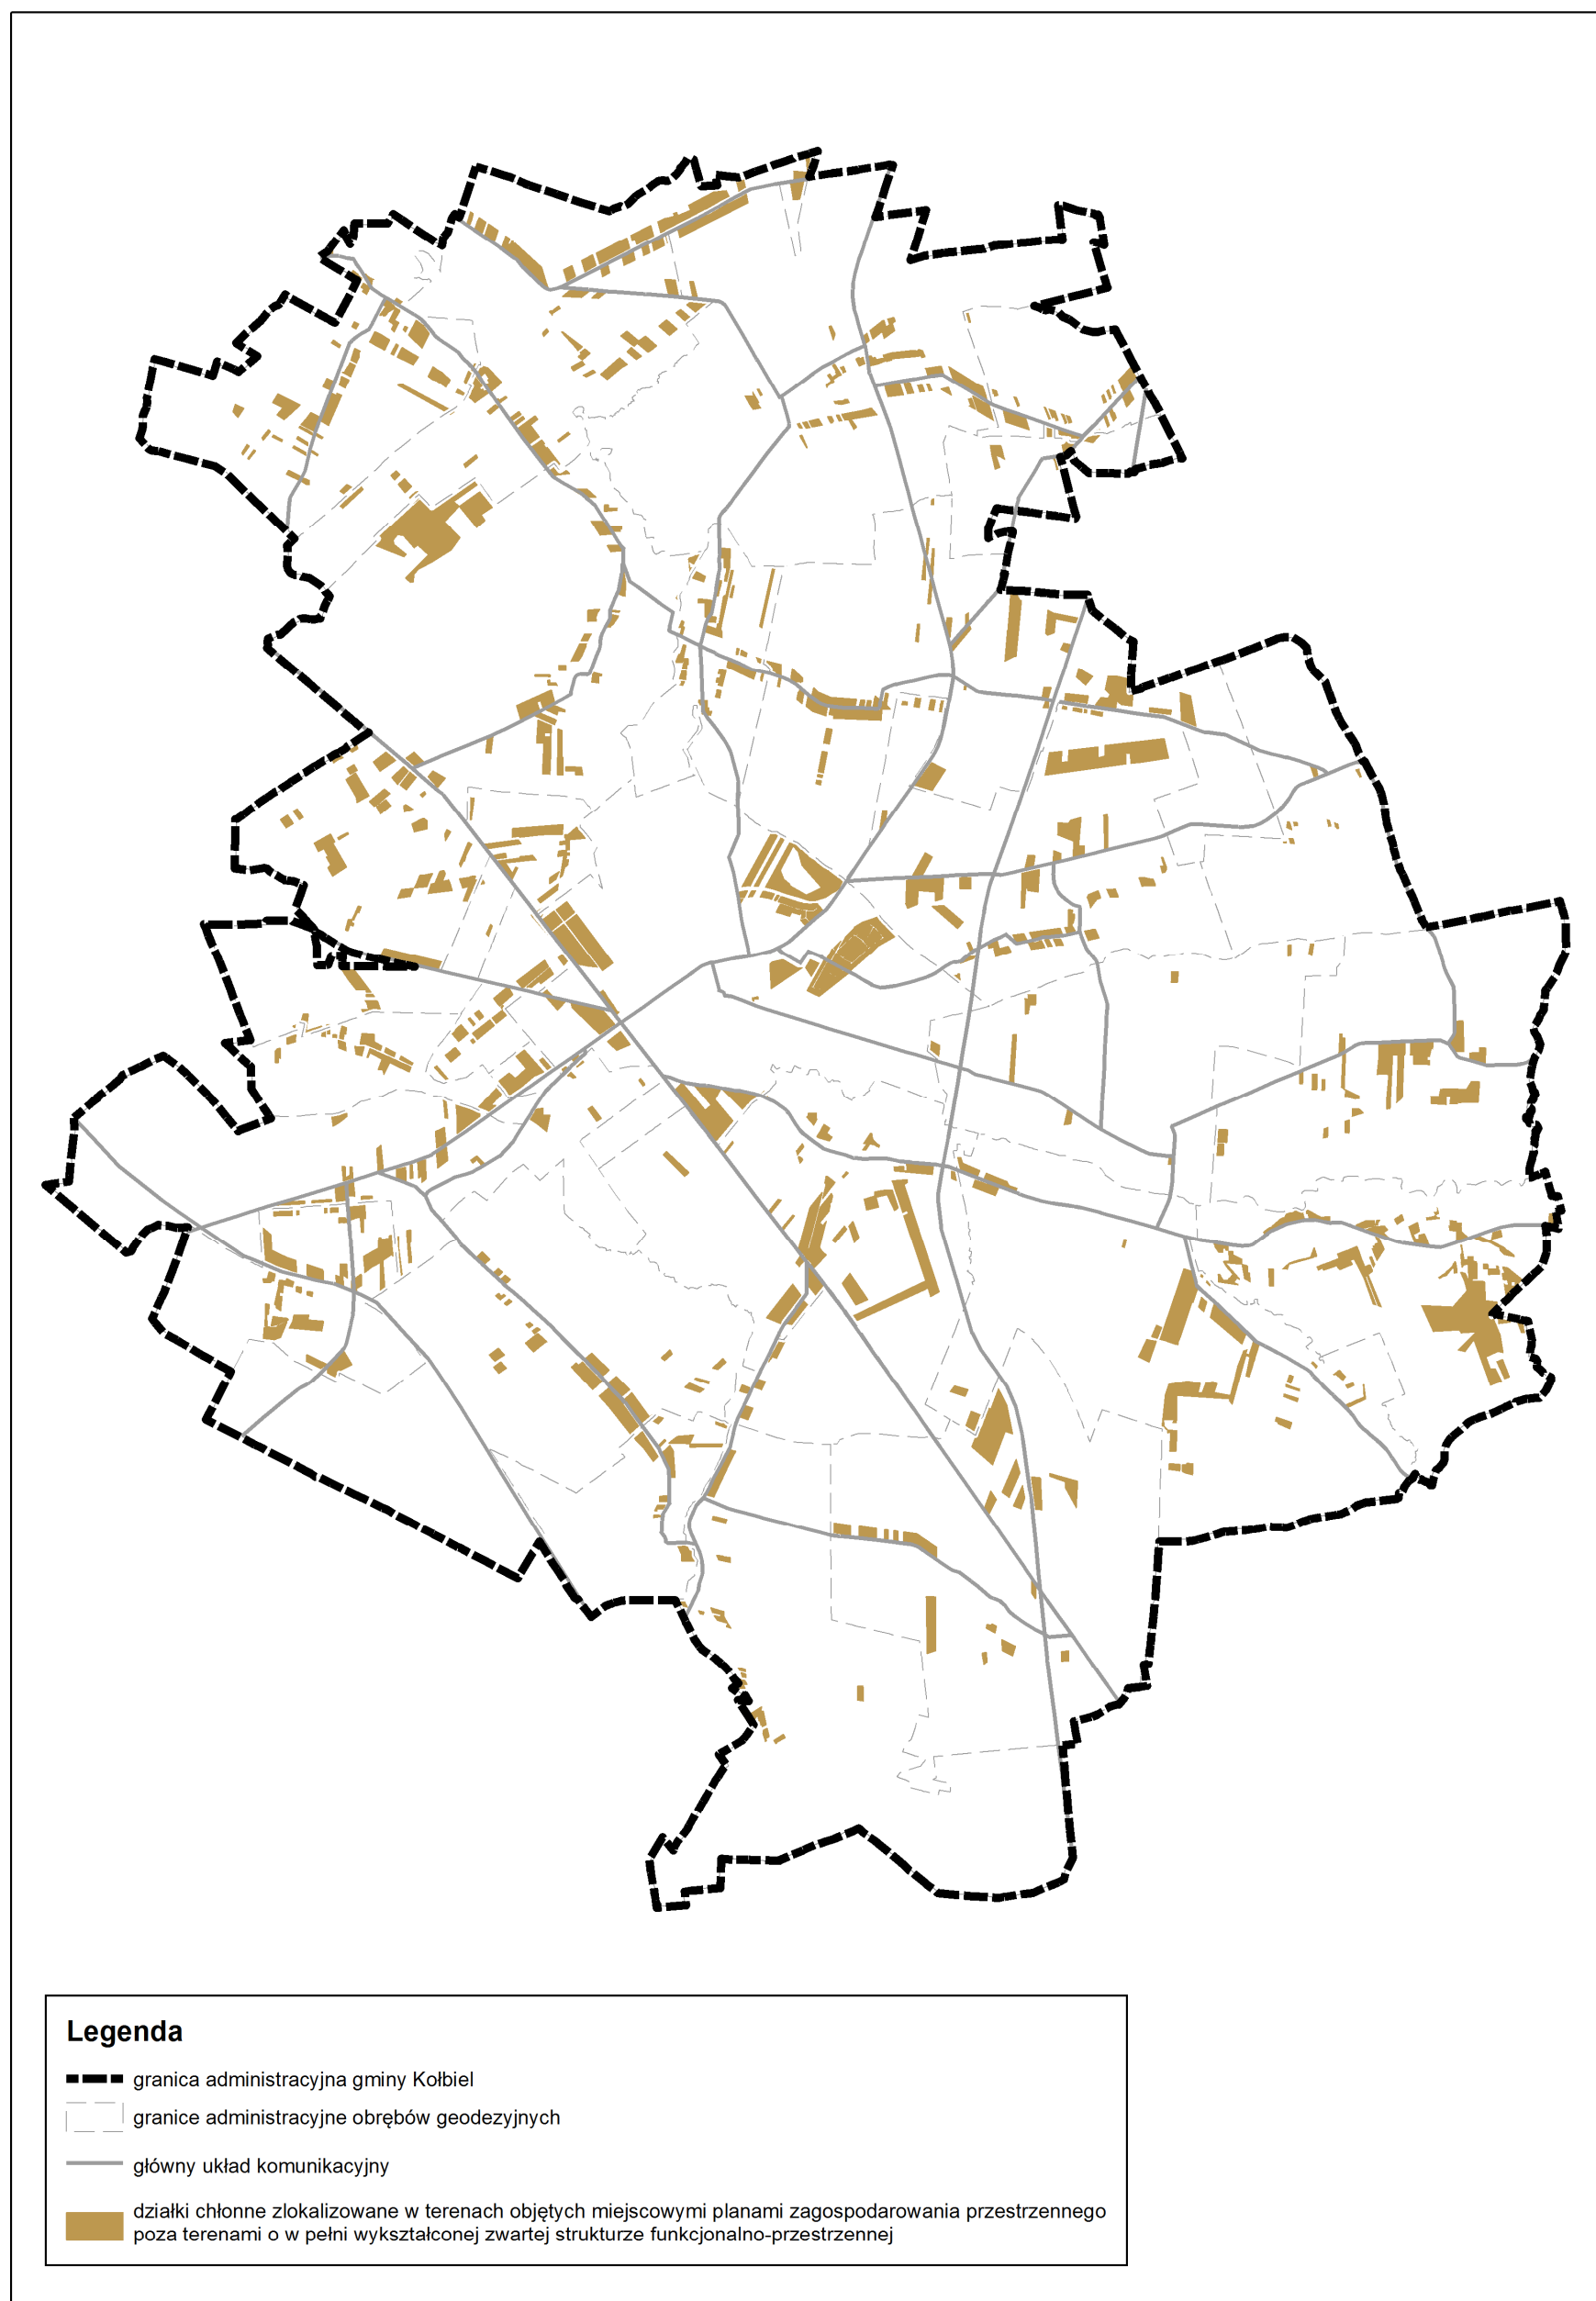 Legenda
granica administracyjna gminy Kołbiel
granice administracyjne obrębów geodezyjnych
główny układ komunikacyjny
działki chłonne zlokalizowane w terenach objętych miejscowymi planami zagospodarowania przestrzennego
poza terenami o w pełni wykształconej zwartej strukturze funkcjonalno-przestrzennej